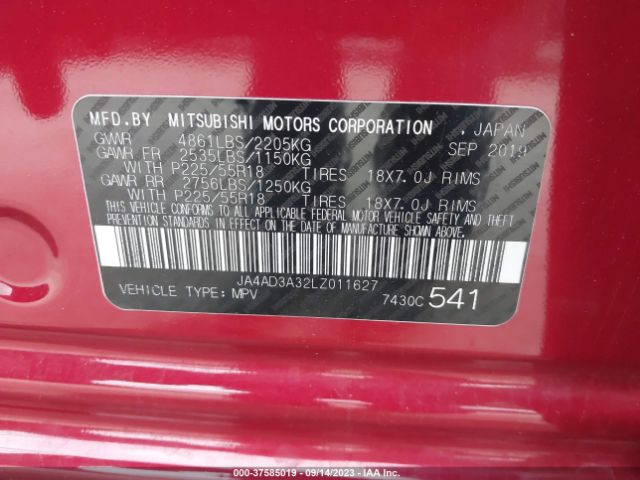 MFD.BY MITSUBISHI MOTORS CORPORATION , JAPAN
GVWR 4861LBS/2205KG SEP 2019
GAWR FR 2535LBS/1150KG
WITH P225/55R18 TIRES 18X7.0J RIMS
GAWR RR 2756LBS/1250KG
WITH P225/55R18 TIRES 18X7.0J RIMS
THIS VEHICLE CONFORMS TO ALL APPLICABLE FEDERAL MOTOR VEHICLE SAFETY AND THEFT
PREVENTION STANDARDS IN EFFECT ON THE DATE OF MANUFACTURE SHOWN ABOVE.
JA4AD3A32LZ011627
VEHICLE TYPE: MPV 7430C 541
000-37585019 - 09/14/2023 - IAA Inc.